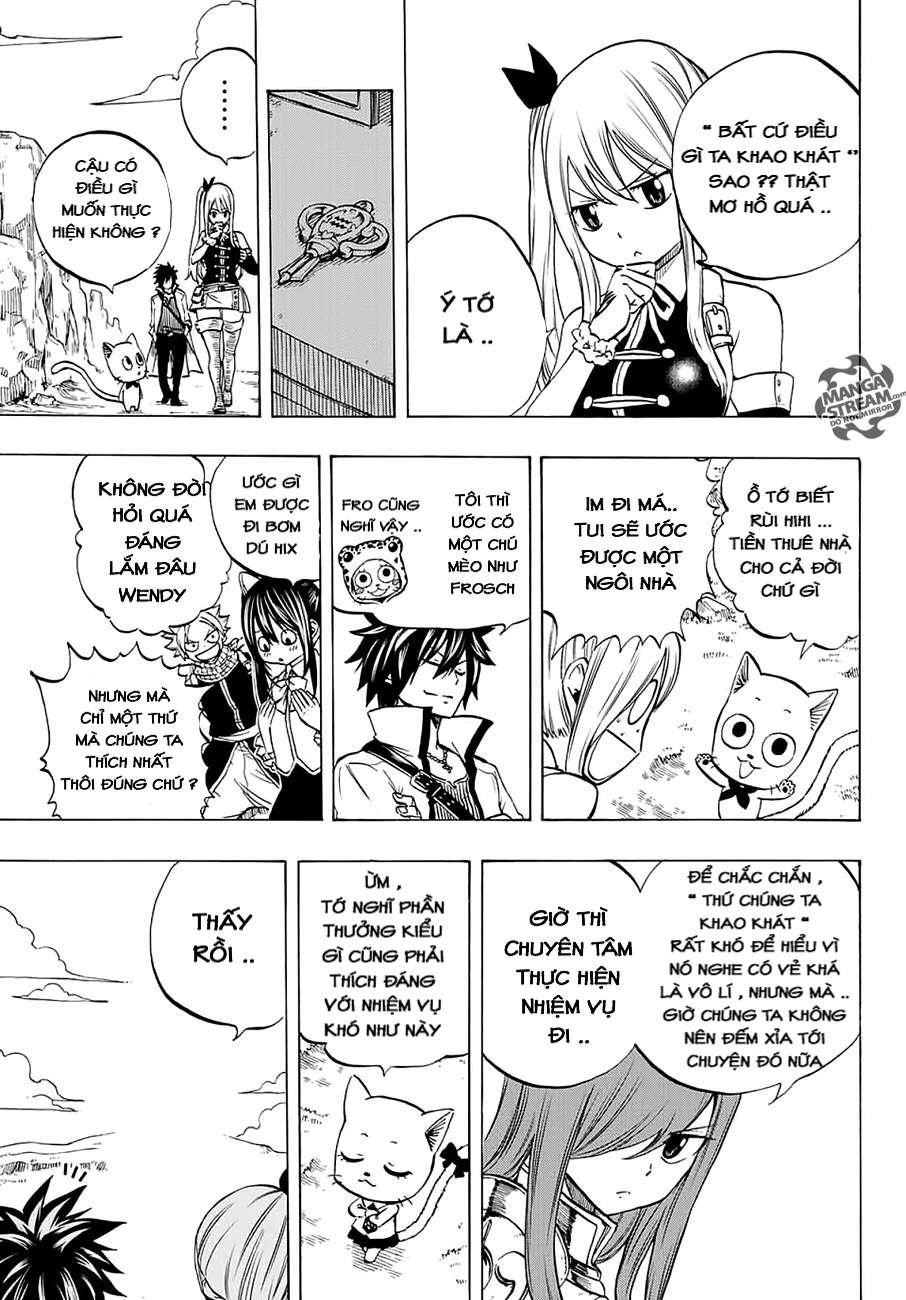 “ BẤT CỨ ĐIỀU
GÌ TA KHAO KHÁT “
SAO ?? THẬT
MƠ HỒ QUÁ ..
Ý TỚ
LÀ ..
MANGA
STREAM.com
DO NOT MIRROR
......
CẬU CÓ
ĐIỀU GÌ
MUỐN THỰC
HIỆN KHÔNG ?
Ồ TỚ BIẾT
RÙI HIHI ...
TIỀN THUÊ NHÀ
CHO CẢ ĐỜI
CHỨ GÌ
IM ĐI MÁ..
TUI SẼ ƯỚC
ĐƯỢC MỘT
NGÔI NHÀ
TÔI THÌ
ƯỚC CÓ
MỘT CHÚ
MÈO NHƯ
FROSCH
FRO CŨNG
NGHĨ VẬY ..
ƯỚC GÌ
EM ĐƯỢC
ĐI BƠM
DÚ HIX
KHÔNG ĐÒI
HỎI QUÁ
ĐÁNG
LẮM ĐÂU
WENDY
NHƯNG MÀ
CHỈ MỘT THỨ
MÀ CHÚNG TA
THÍCH NHẤT
THÔI ĐÚNG CHỨ ?
ĐỂ CHẮC CHẮN ,
“ THỨ CHÚNG TA
KHAO KHÁT “
RẤT KHÓ ĐỂ HIỂU VÌ
NÓ NGHE CÓ VẺ KHÁ
LÀ VÔ LÍ , NHƯNG MÀ ..
GIỜ CHÚNG TA KHÔNG
NÊN ĐẾM XỈA TỚI
CHUYỆN ĐÓ NỮA
GIỜ THÌ
CHUYÊN TÂM
THỰC HIỆN
NHIỆM VỤ
ĐI ..
ỪM ,
TỚ NGHĨ PHẦN
THƯỞNG KIỂU
GÌ CŨNG PHẢI
THÍCH ĐÁNG
VỚI NHIỆM VỤ
KHÓ NHƯ NÀY
THẤY
RỒI ..